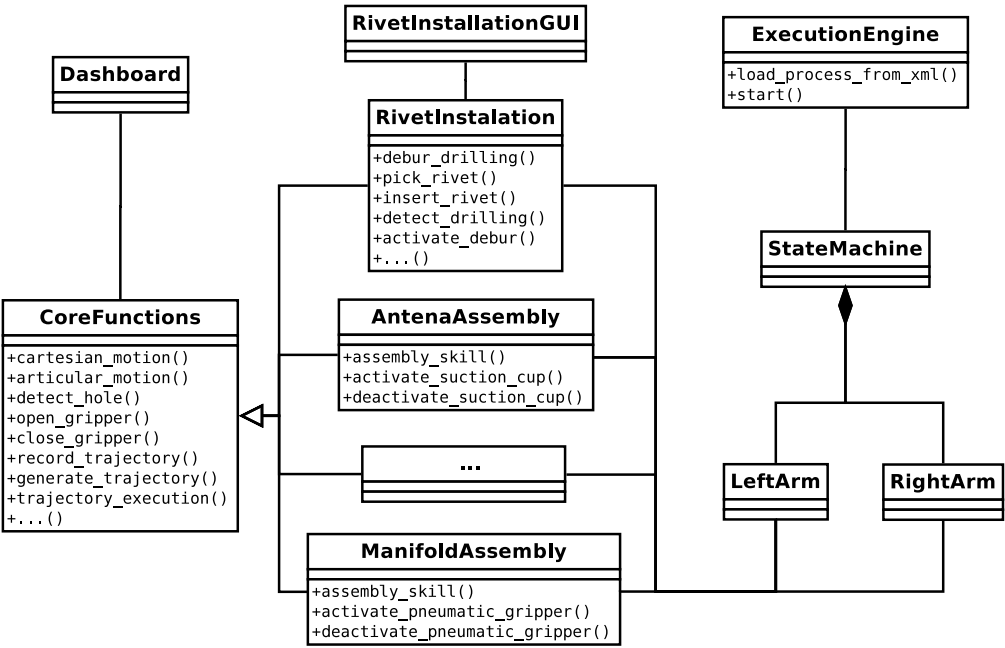 RivetInstallationGUI
ExecutionEngine
+load_process_from_xml()
+start()
Dashboard
RivetInstalation
+debur_drilling()
+pick_rivet()
+insert_rivet()
+detect_drilling()
+activate_debur()
+...()
StateMachine
CoreFunctions
+cartesian_motion()
+articular_motion()
+detect_hole()
+open_gripper()
+close_gripper()
+record_trajectory()
+generate_trajectory()
+trajectory_execution()
+...()
AntenaAssembly
+assembly_skill()
+activate_suction_cup()
+deactivate_suction_cup()
...
LeftArm
RightArm
ManifoldAssembly
+assembly_skill()
+activate_pneumatic_gripper()
+deactivate_pneumatic_gripper()